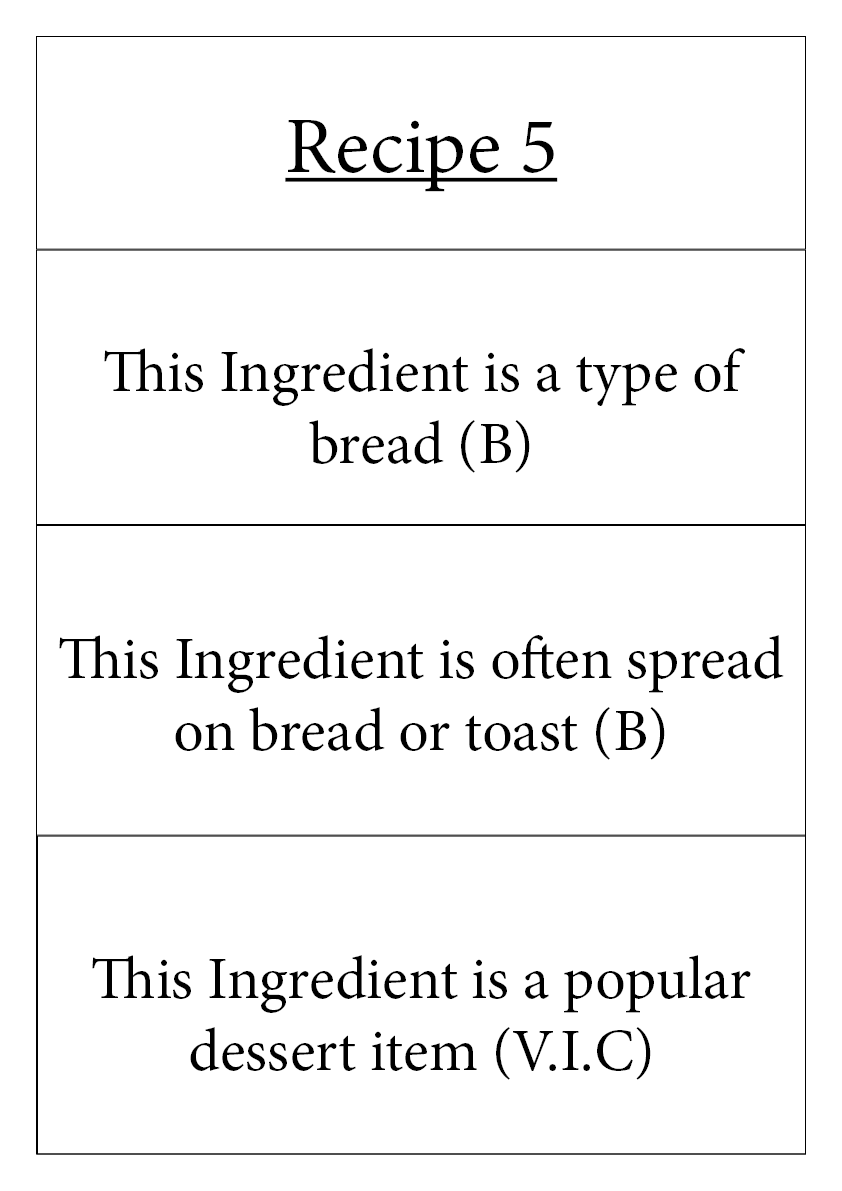 Recipe 5
This Ingredient is a type of
bread (B)
This Ingredient is often spread
on bread or toast (B)
This Ingredient is a popular
dessert item (V.I.C)